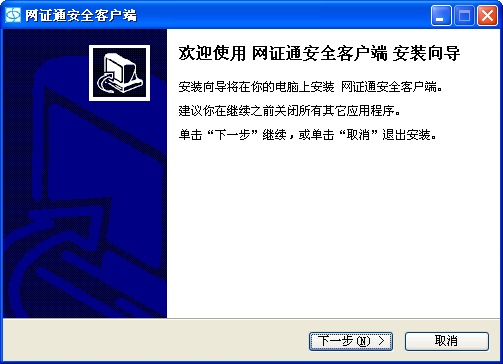 网证通安全客户端
欢迎使用 网证通安全客户端 安装向导
安装向导将在你的电脑上安装 网证通安全客户端。
建议你在继续之前关闭所有其它应用程序。
单击“下一步”继续，或单击“取消”退出安装。
下一步(N) >
取消